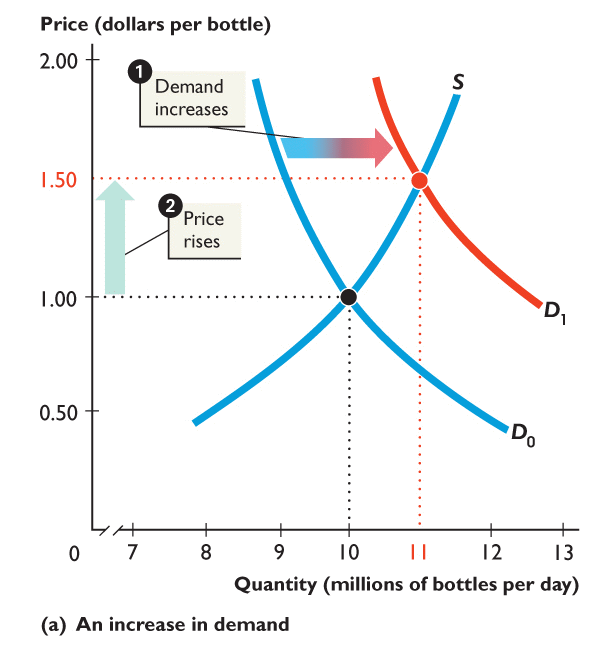 Price (dollars per bottle)
2.00
1
Demand
increases
S
1.50
2
Price
rises
1.00
D1
0.50
D0
0
7 8 9 10 11 12 13
Quantity (millions of bottles per day)
(a) An increase in demand